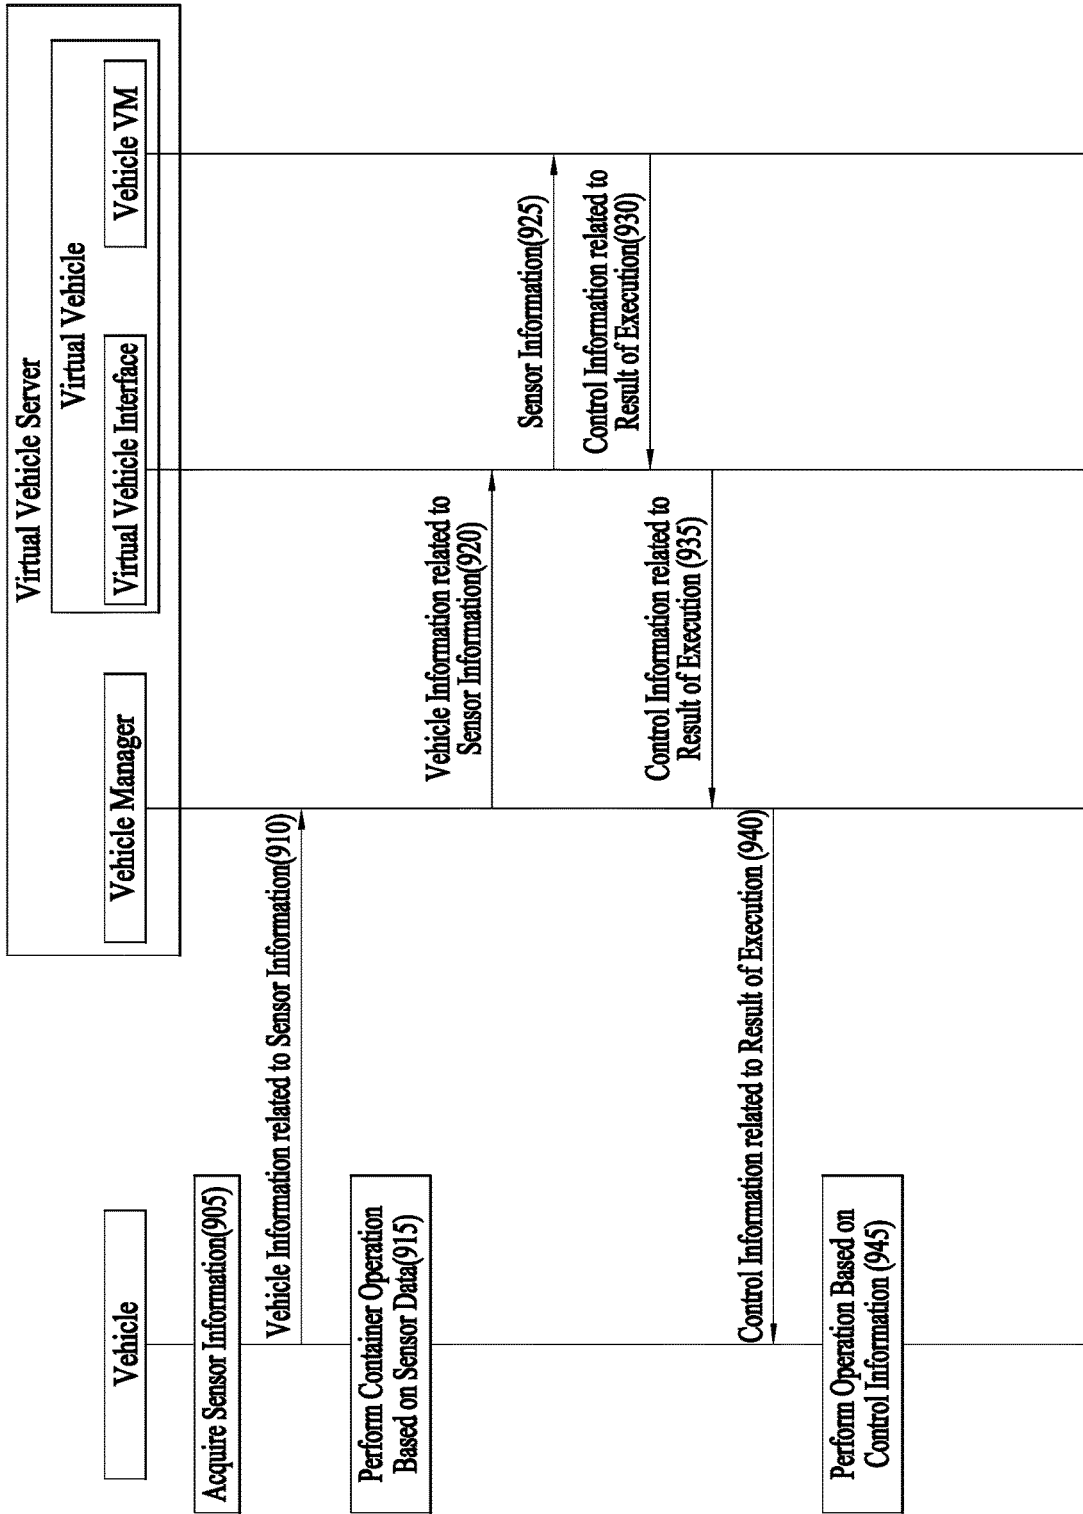 Virtual Vehicle Server
Virtual Vehicle
Vehicle
Vehicle Manager
Virtual Vehicle Interface
Vehicle VM
Acquire Sensor Information(905)
Vehicle Information related to Sensor Information(910)
Perform Container Operation
Based on Sensor Data(915)
Vehicle Information related to
Sensor Information(920)
Sensor Information(925)
Control Information related to
Result of Execution(930)
Control Information related to
Result of Execution (935)
Control Information related to Result of Execution (940)
Perform Operation Based on
Control Information (945)